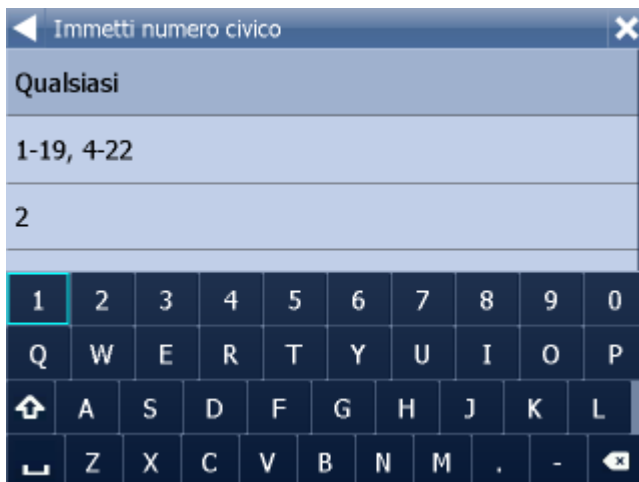 Immetti numero civico
Qualsiasi
1-19, 4-22
2
1 2 3 4 5 6 7 8 9 0
Q W E R T Y U I O P
A S D F G H J K L
Z X C V B N M . -